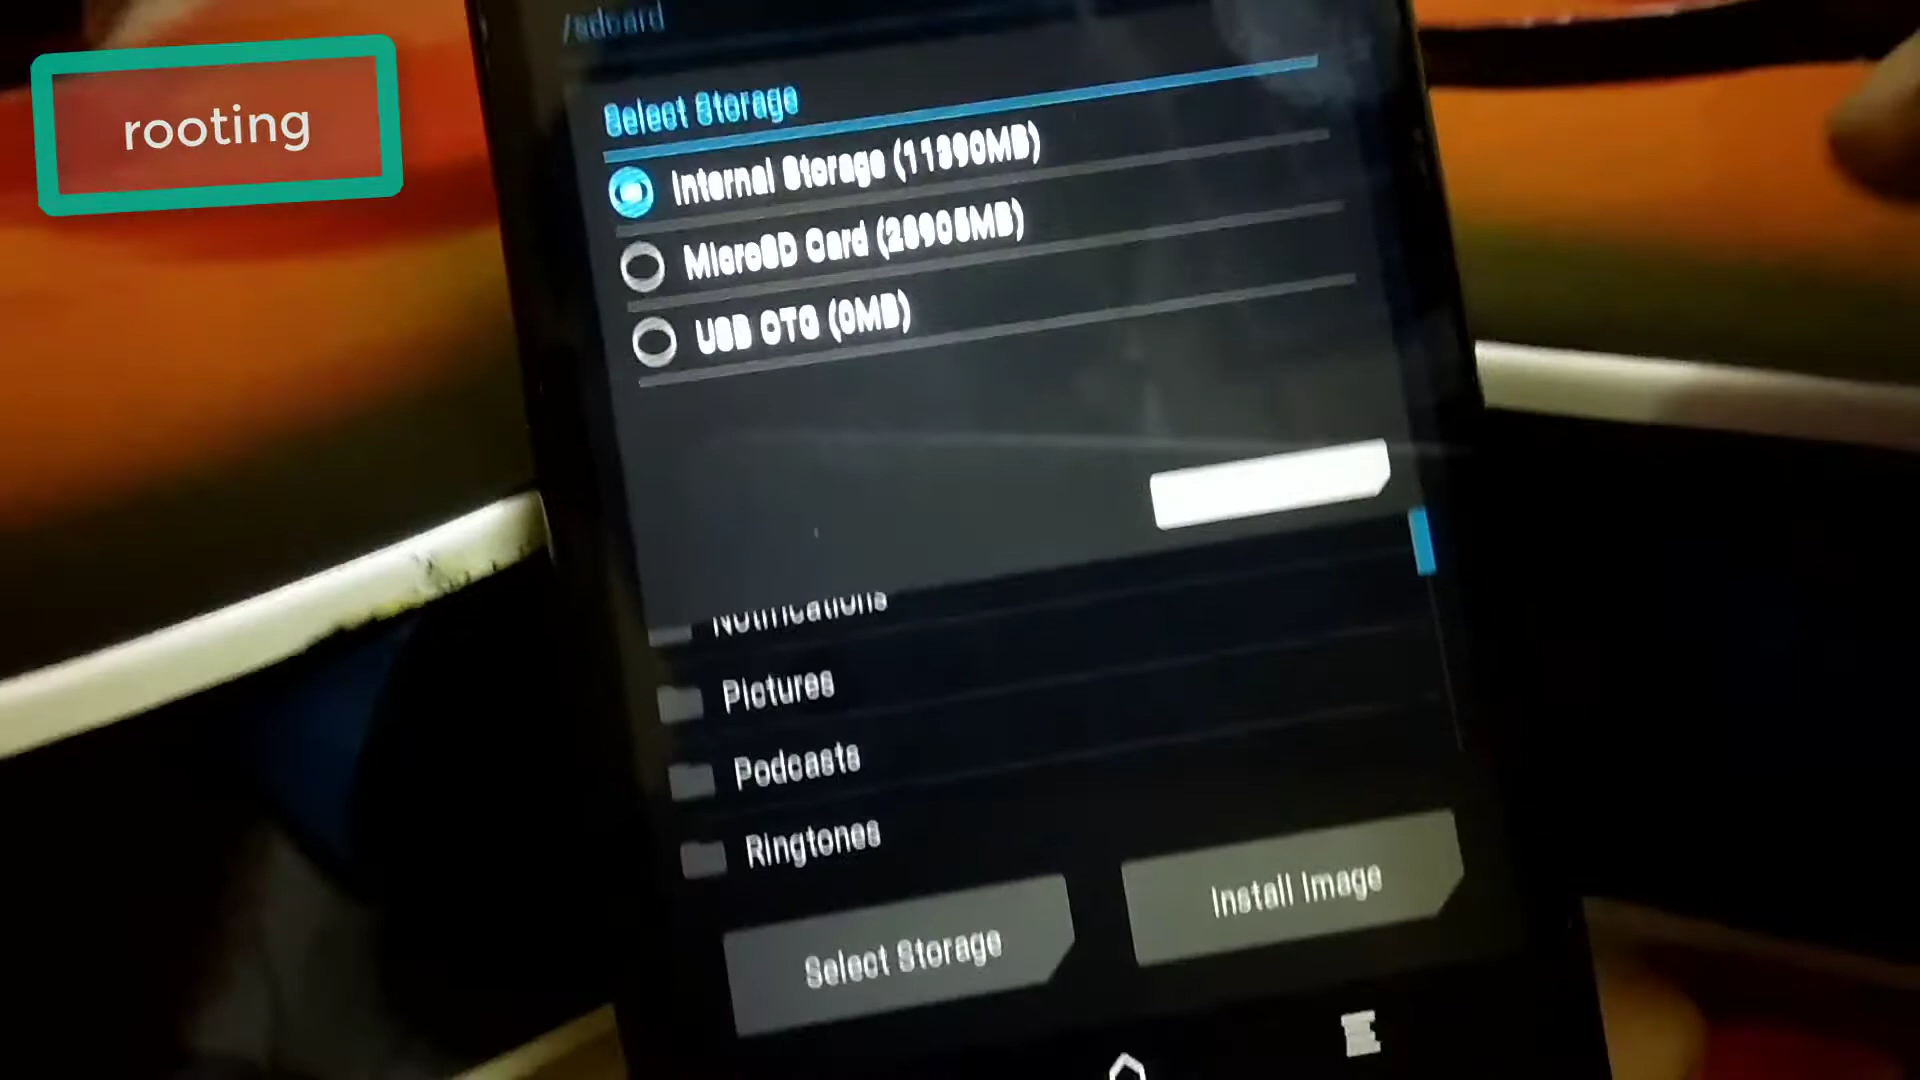 /sdcard
rooting
Select Storage
Internal Storage (11390MB)
MicroSD Card (28905MB)
USB OTG (0MB)
Notifications
Pictures
Podcasts
Ringtones
Install Image
Select Storage